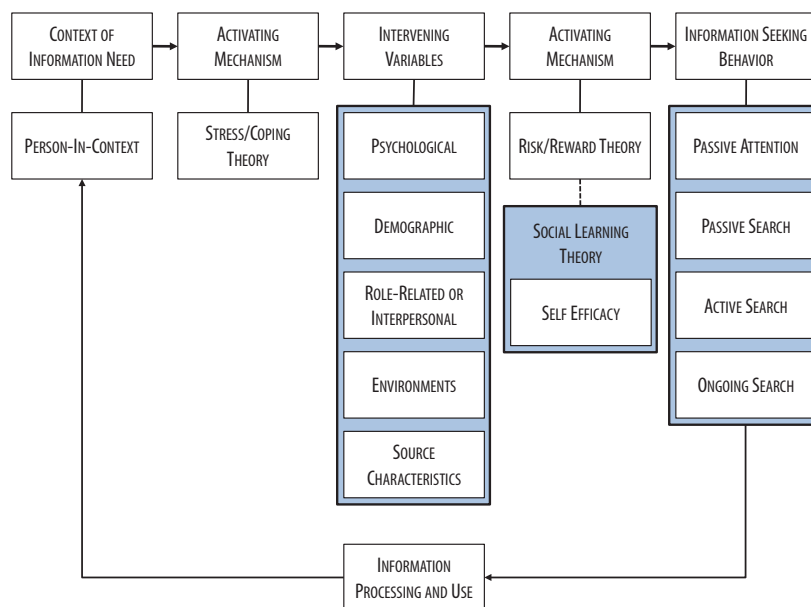 Context of
Information Need
Activating
Mechanism
Intervening
Variables
Activating
Mechanism
Information Seeking
Behavior
Person-In-Context
Stress/Coping
Theory
Psychological
Demographic
Role-Related or
Interpersonal
Environments
Source
Characteristics
Risk/Reward Theory
Social Learning
Theory
Self Efficacy
Passive Attention
Passive Search
Active Search
Ongoing Search
Information
Processing and Use